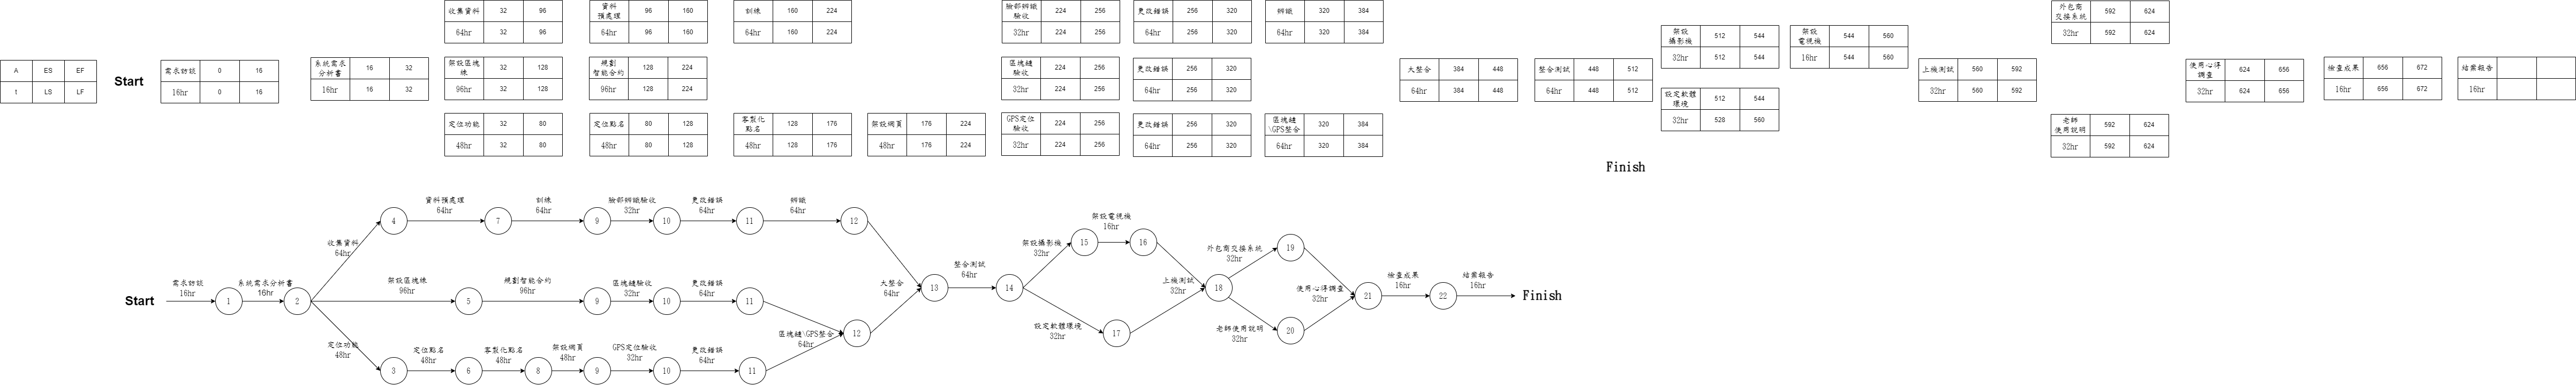 A ES EF
t LS LF
Start
需求訪談 0 16
16hr 0 16
系統需求
分析書 16 32
16hr 16 32
收集資料 32 96
64hr 32 96
架設區塊
練 32 128
96hr 32 128
定位功能 32 80
48hr 32 80
資料
預處理 96 160
64hr 96 160
規劃
智能合約 128 224
96hr 128 224
定位點名 80 128
48hr 80 128
訓練 160 224
64hr 160 224
客製化
點名 128 176
48hr 128 176
架設網頁 176 224
48hr 176 224
臉部辨識
驗收 224 256
32hr 224 256
區塊鏈
驗收 224 256
32hr 224 256
GPS定位
驗收 224 256
32hr 224 256
更改錯誤 256 320
64hr 256 320
更改錯誤 256 320
64hr 256 320
更改錯誤 256 320
64hr 256 320
辨識 320 384
64hr 320 384
區塊鏈
\GPS整合 320 384
64hr 320 384
大整合 384 448
64hr 384 448
整合測試 448 512
64hr 448 512
架設
攝影機 512 544
32hr 512 544
設定軟體
環境 512 544
32hr 528 560
架設
電視機 544 560
16hr 544 560
上機測試 560 592
32hr 560 592
外包商
交接系統 592 624
32hr 592 624
老師
使用說明 592 624
32hr 592 624
使用心得
調查 624 656
32hr 624 656
檢查成果 656 672
16hr 656 672
結案報告
16hr
Finish
Start
需求訪談
16hr
1
系統需求分析書
16hr
2
收集資料
64hr
4
資料預處理
64hr
7
訓練
64hr
9
臉部辨識驗收
32hr
10
更改錯誤
64hr
11
辨識
64hr
12
架設區塊練
96hr
5
規劃智能合約
96hr
9
區塊鏈驗收
32hr
10
更改錯誤
64hr
11
區塊鏈\GPS整合
64hr
12
定位功能
48hr
3
定位點名
48hr
6
客製化點名
48hr
8
架設網頁
48hr
9
GPS定位驗收
32hr
10
更改錯誤
64hr
11
大整合
64hr
13
整合測試
64hr
14
架設攝影機
32hr
15
架設電視機
16hr
16
設定軟體環境
32hr
17
上機測試
32hr
18
外包商交接系統
32hr
19
老師使用說明
32hr
20
使用心得調查
32hr
21
檢查成果
16hr
22
結案報告
16hr
Finish